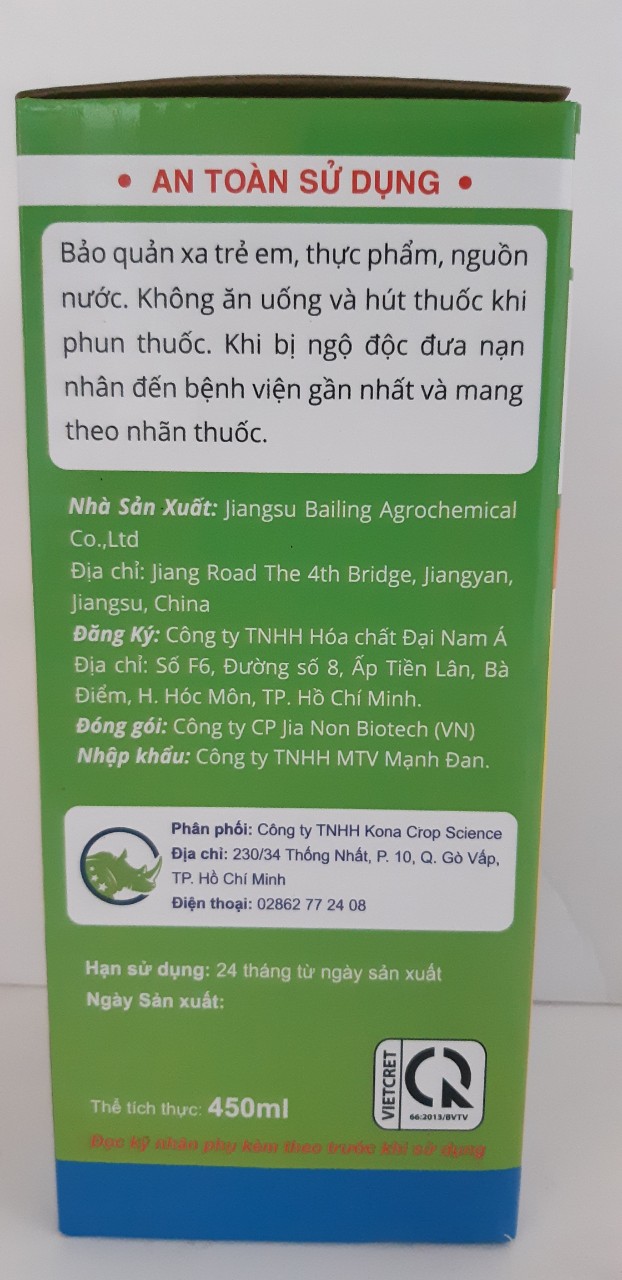 • AN TOÀN SỬ DỤNG •
Bảo quản xa trẻ em, thực phẩm, nguồn
nước. Không ăn uống và hút thuốc khi
phun thuốc. Khi bị ngộ độc đưa nạn
nhân đến bệnh viện gần nhất và mang
theo nhãn thuốc.
Nhà Sản Xuất: Jiangsu Bailing Agrochemical
Co.,Ltd
Địa chỉ: Jiang Road The 4th Bridge, Jiangyan,
Jiangsu, China
Đăng Ký: Công ty TNHH Hóa chất Đại Nam Á
Địa chỉ: Số F6, Đường số 8, Ấp Tiền Lân, Bà
Điểm, H. Hóc Môn, TP. Hồ Chí Minh.
Đóng gói: Công ty CP Jia Non Biotech (VN)
Nhập khẩu: Công ty TNHH MTV Mạnh Đan.
Phân phối: Công ty TNHH Kona Crop Science
Địa chỉ: 230/34 Thống Nhất, P. 10, Q. Gò Vấp,
TP. Hồ Chí Minh
Điện thoại: 02862 77 24 08
Hạn sử dụng: 24 tháng từ ngày sản xuất
Ngày Sản xuất:
VIETCRET
66:2013/BVTV
Thể tích thực: 450ml
Đọc kỹ nhãn phụ kèm theo trước khi sử dụng